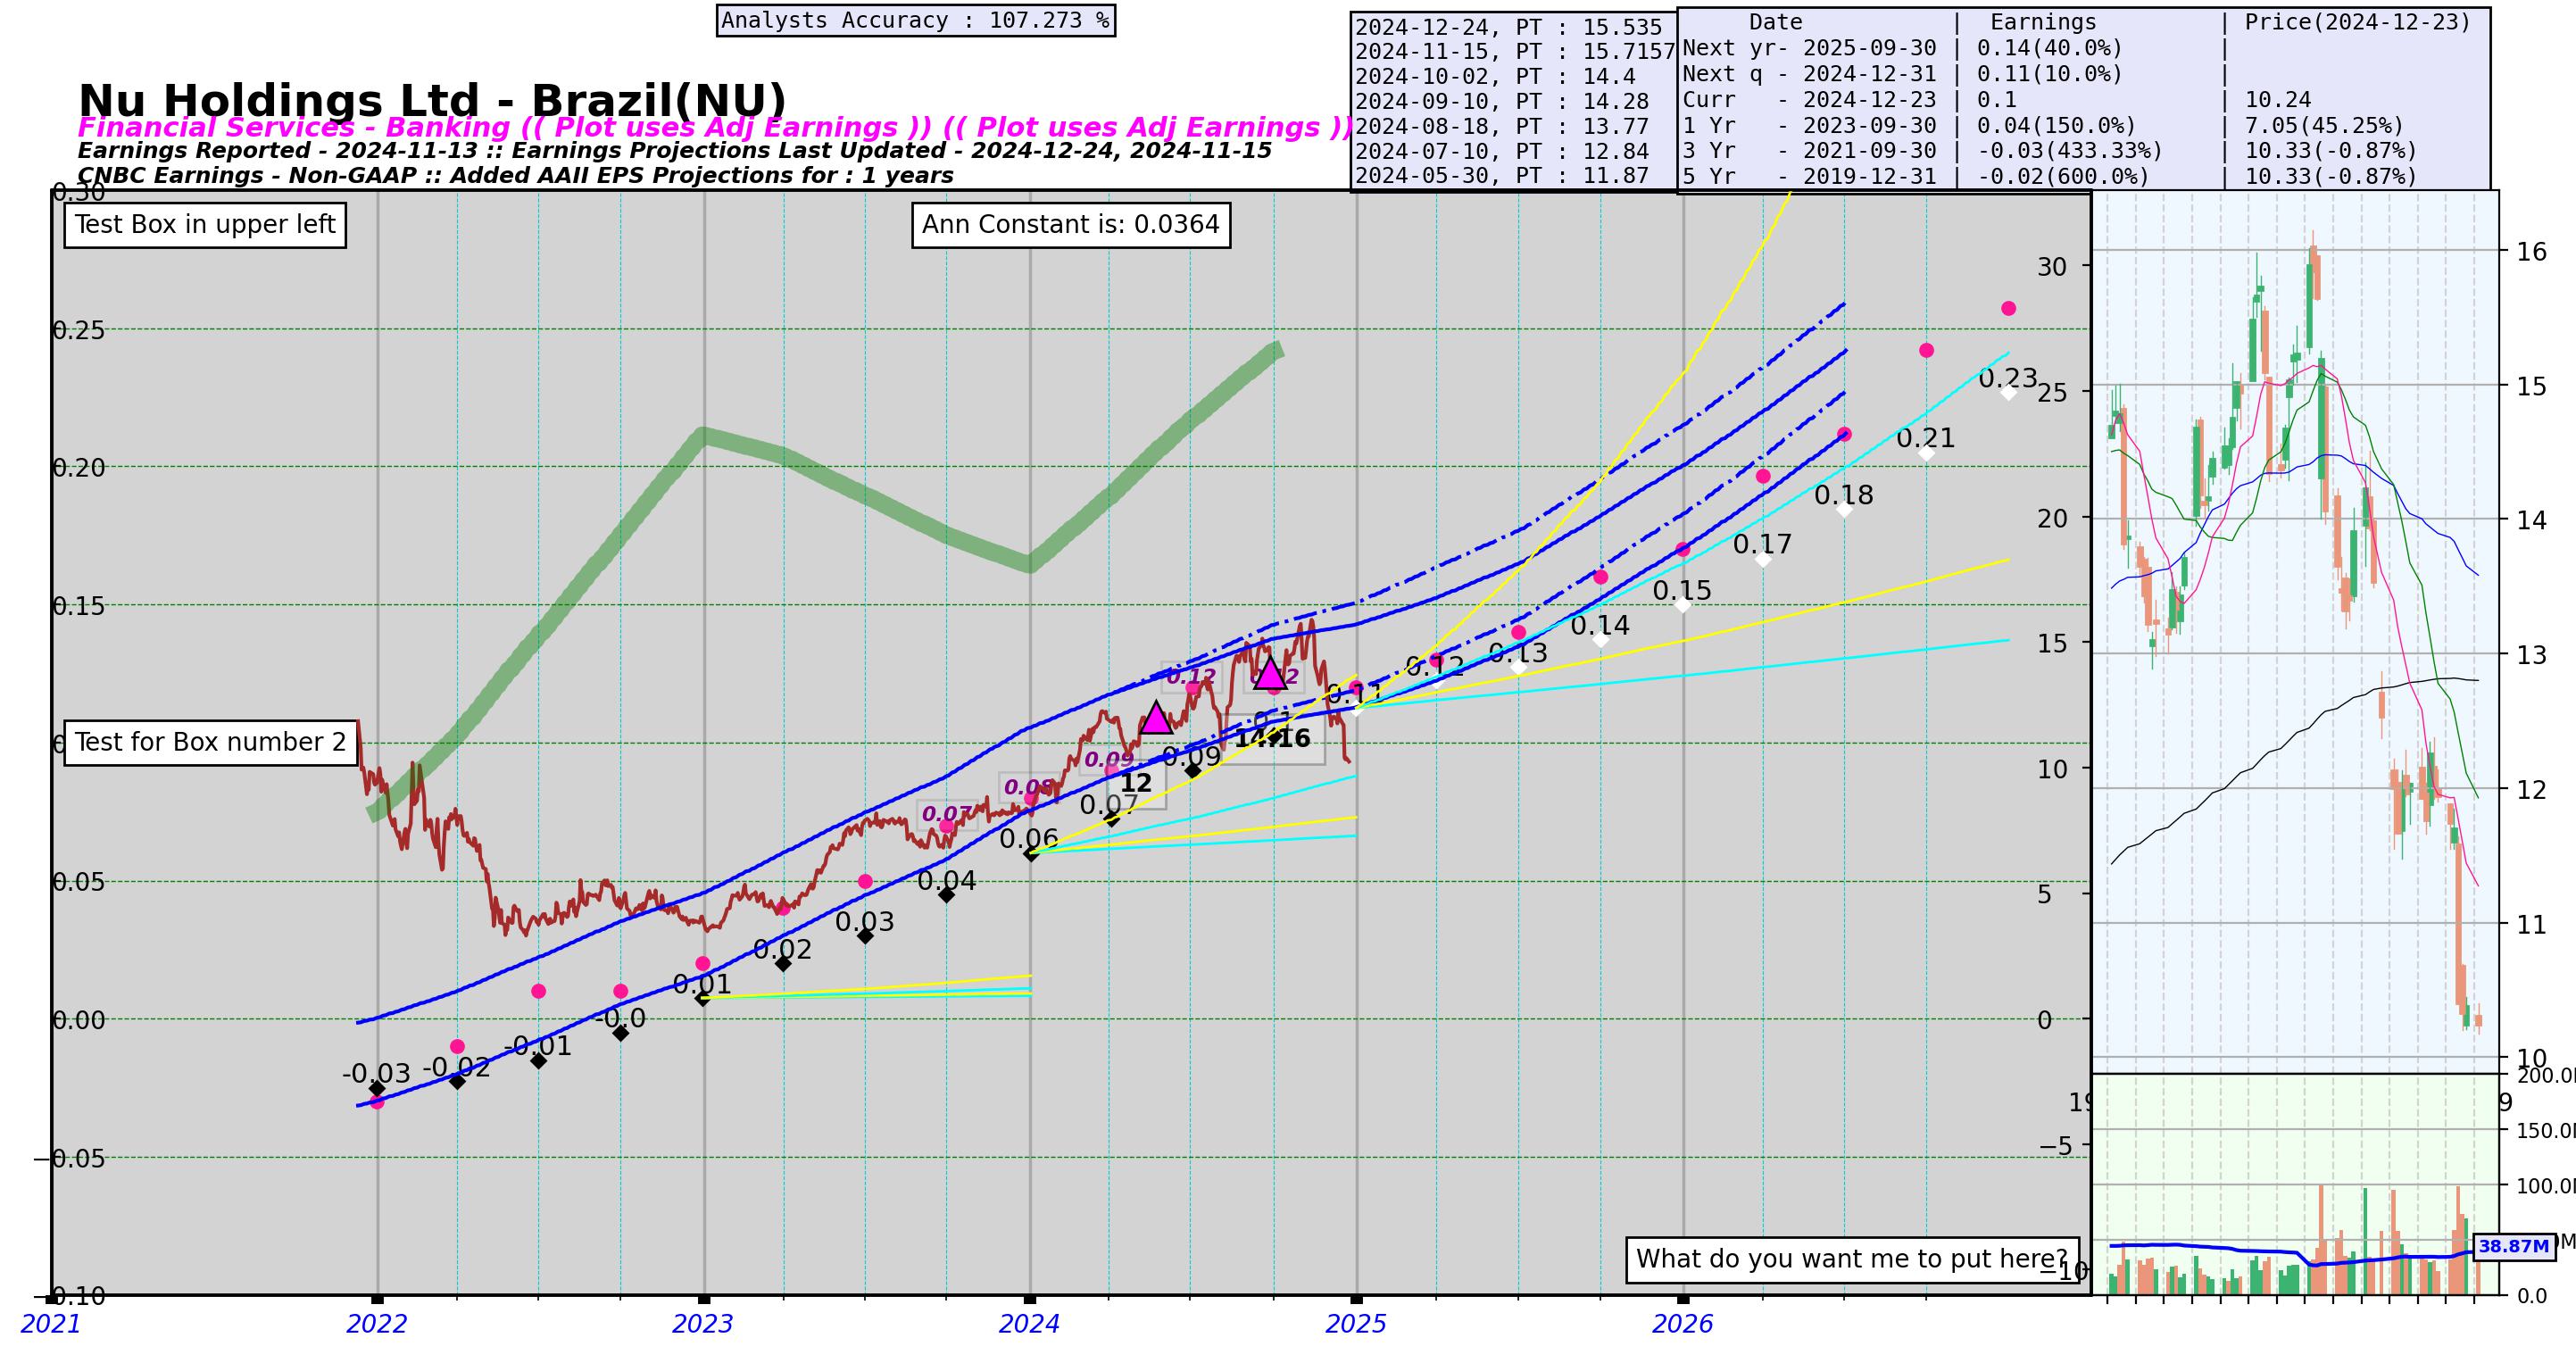 Analysts Accuracy : 107.273 %
2024-12-24, PT : 15.535
2024-11-15, PT : 15.7157
2024-10-02, PT : 14.4
2024-09-10, PT : 14.28
2024-08-18, PT : 13.77
2024-07-10, PT : 12.84
2024-05-30, PT : 11.87
Date | Earnings | Price(2024-12-23)
Next yr- 2025-09-30 | 0.14(40.0%) |
Next q - 2024-12-31 | 0.11(10.0%) |
Curr - 2024-12-23 | 0.1 | 10.24
1 Yr - 2023-09-30 | 0.04(150.0%) | 7.05(45.25%)
3 Yr - 2021-09-30 | -0.03(433.33%) | 10.33(-0.87%)
5 Yr - 2019-12-31 | -0.02(600.0%) | 10.33(-0.87%)
Nu Holdings Ltd - Brazil(NU)
Financial Services - Banking (( Plot uses Adj Earnings )) (( Plot uses Adj Earnings ))
Earnings Reported - 2024-11-13 :: Earnings Projections Last Updated - 2024-12-24, 2024-11-15
CNBC Earnings - Non-GAAP :: Added AAII EPS Projections for : 1 years
Test Box in upper left
Ann Constant is: 0.0364
Test for Box number 2
What do you want me to put here?
0.30
0.25
0.20
0.15
0.05
0.00
−0.05
−0.10
-0.03
-0.02
-0.01
-0.0
0.01
0.02
0.03
0.04
0.06
0.07
0.09
0.1
0.11
0.12
0.13
0.14
0.15
0.17
0.18
0.21
0.23
0.07
0.08
0.09
0.12
12
14.16
30
25
20
15
10
5
0
−5
−10
16
15
14
13
12
11
10
150.0M
100.0M
0.0
38.87M
2021
2022
2023
2024
2025
2026